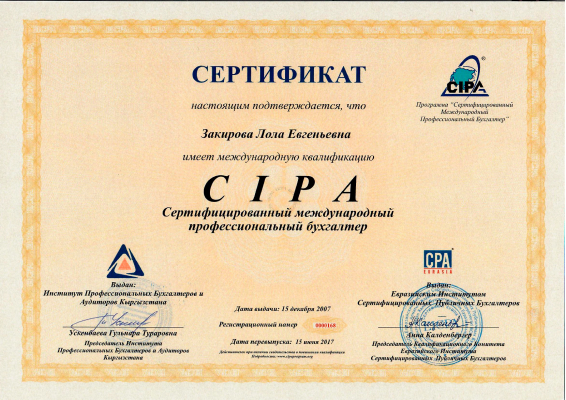 СЕРТИФИКАТ
настоящим подтверждается, что
Закирова Лола Евгеньевна
имеет международную квалификацию
C I P A
Сертифицированный международный
профессиональный бухгалтер
CIPA
®
Программа "Сертифицированный
Международный
Профессиональный Бухгалтер"
Выдан:
Институт Профессиональных Бухгалтеров и
Аудиторов Кыргызстана
Усенбаева Гульнара Тураровна
Председатель Института
Профессиональных Бухгалтеров и Аудиторов
Кыргызстана
Дата выдачи: 15 декабря 2007
Регистрационный номер 0000168
Дата перевыпуска: 15 июня 2017
CPA
EURASIA
Выдан:
Евразийским Институтом
Сертифицированных Публичных Бухгалтеров
Анна Калденбергер
Председатель Квалификационного Комитета
Евразийского Института
Сертифицированных Публичных Бухгалтеров